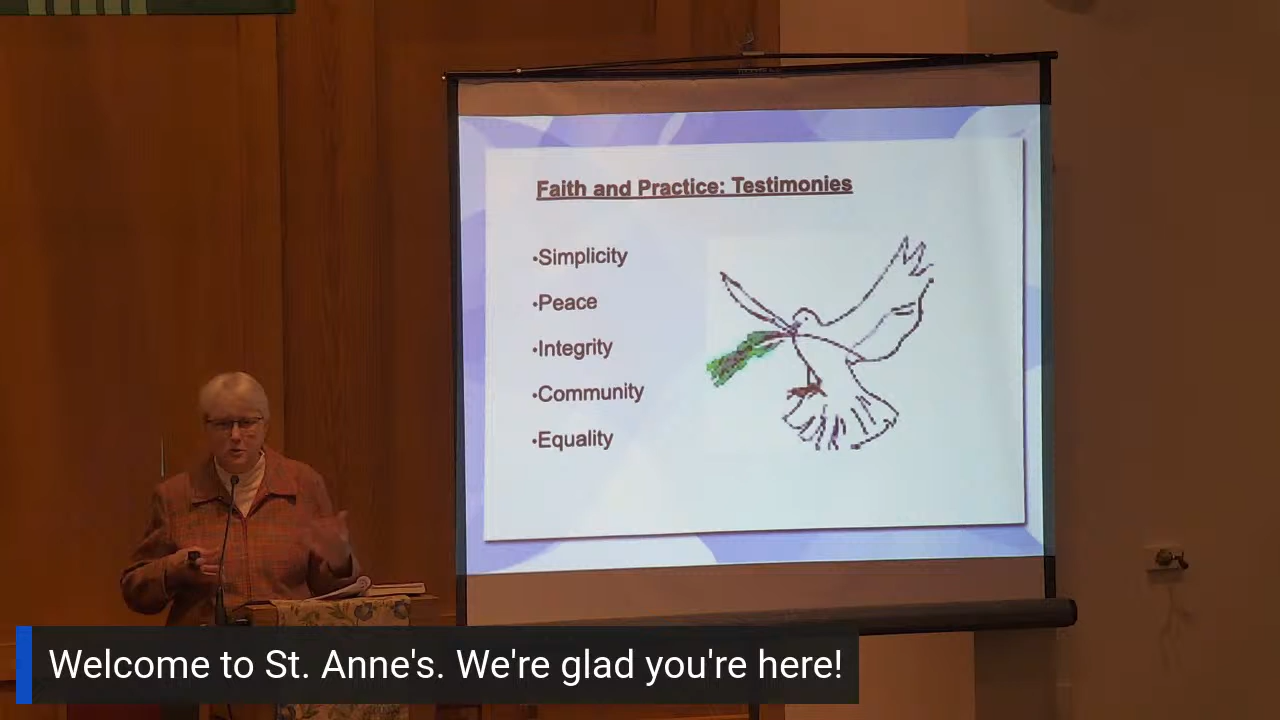 Faith and Practice: Testimonies
•Simplicity
•Peace
•Integrity
•Community
•Equality
Welcome to St. Anne's. We're glad you're here!